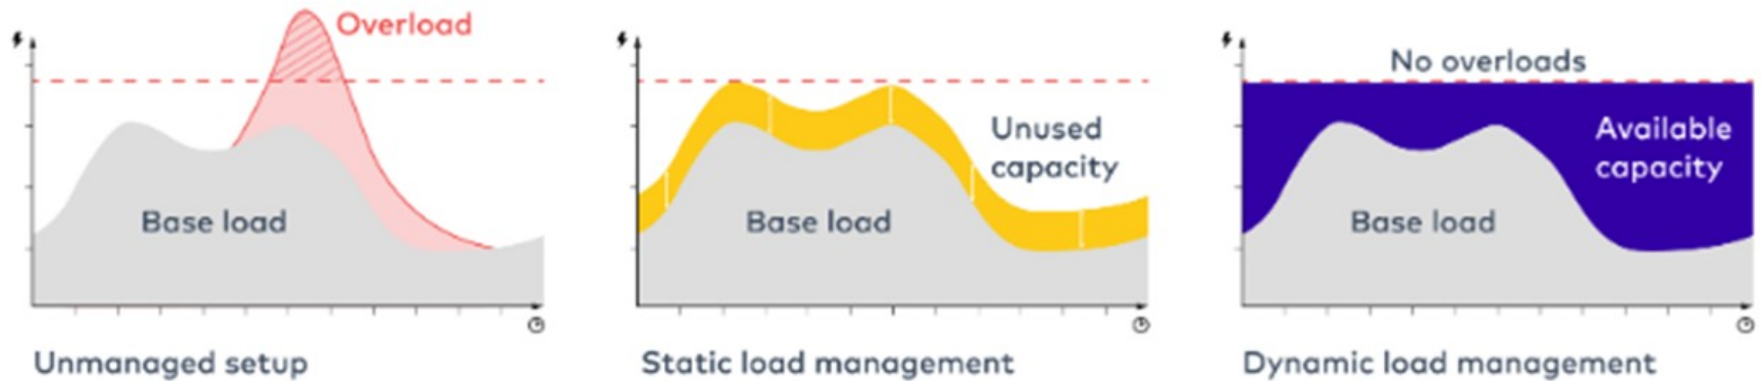 Overload
Base load
Unmanaged setup
Unused
capacity
Base load
Static load management
No overloads
Available
capacity
Base load
Dynamic load management